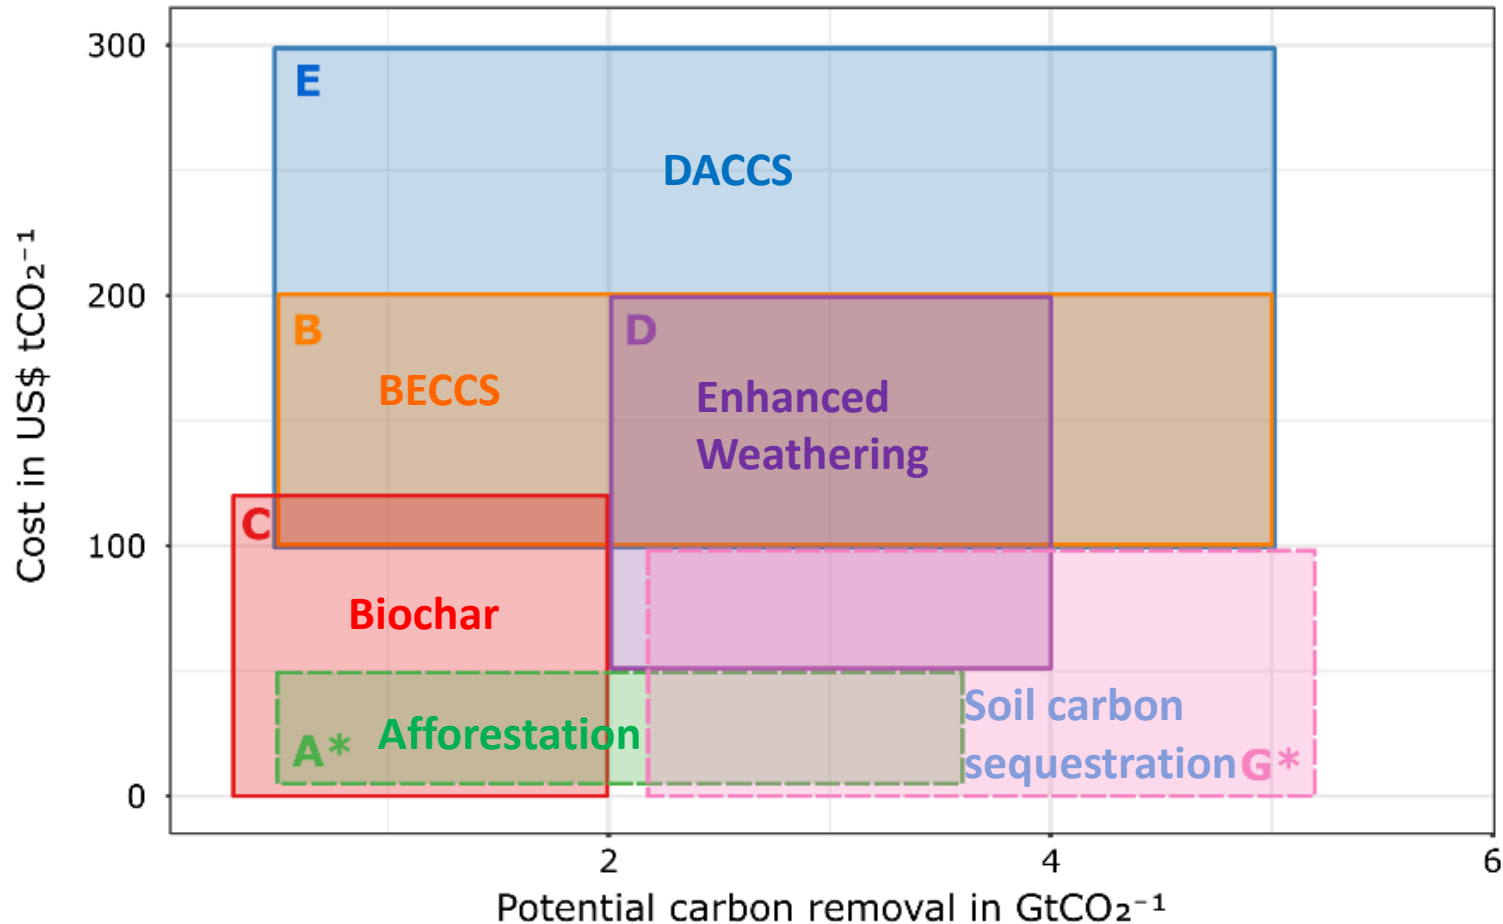 300
E
DACCS
200
B
D
BECCS
Enhanced
Weathering
C
100
Biochar
Soil carbon
A* Afforestation
sequestration G*
0
2
4
6
Cost in US$ tCO₂⁻¹
Potential carbon removal in GtCO₂⁻¹